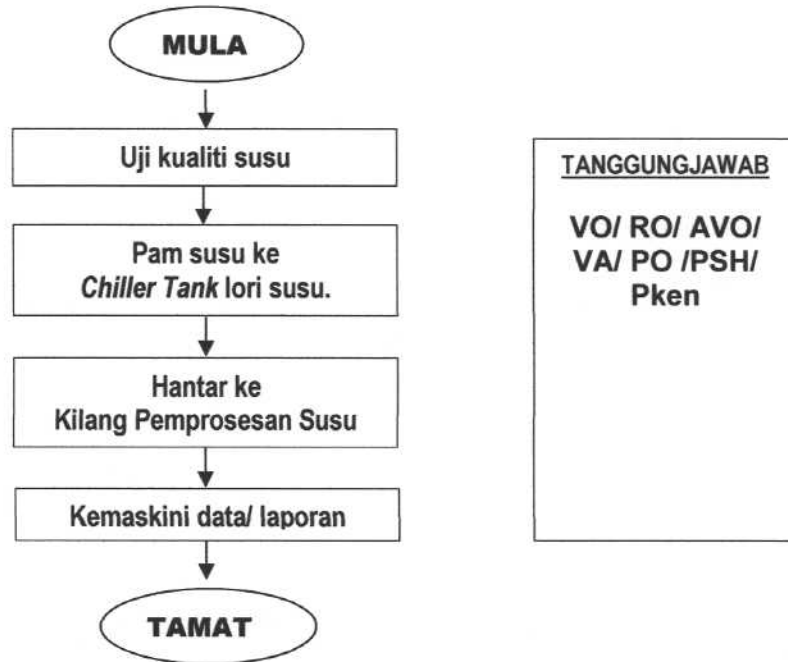 MULA
Uji kualiti susu
Pam susu ke
Chiller Tank lori susu.
Hantar ke
Kilang Pemprosesan Susu
Kemaskini data/ laporan
TAMAT
TANGGUNGJAWAB
VO/ RO/ AVO/
VA/ PO /PSH/
Pken